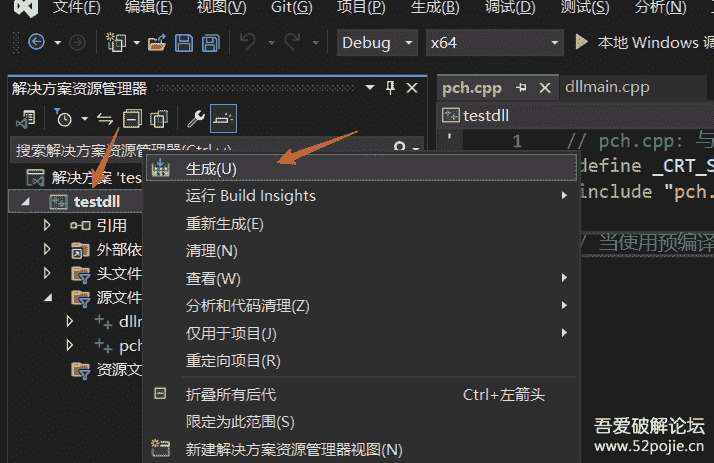 文件(F) 编辑(E) 视图(V) Git(G) 项目(P) 生成(B) 调试(D) 测试(S) 分析(N)
Debug x64 本地 Windows 调
解决方案资源管理器
pch.cpp dllmain.cpp
testdll
搜索解决方案资源管理器(Ctrl+;)
1 // pch.cpp: 与
解决方案 'tes
生成(U)
define _CRT_S
testdll
运行 Build Insights
include "pch.
引用
重新生成(E)
外部依
清理(N)
// 当使用预编译
头文件
查看(W)
源文件
分析和代码清理(Z)
dllm
仅用于项目(J)
pch
重定向项目(R)
资源文
折叠所有后代 Ctrl+左箭头
限定为此范围(S)
新建解决方案资源管理器视图(N)
吾爱破解论坛
www.52pojie.cn